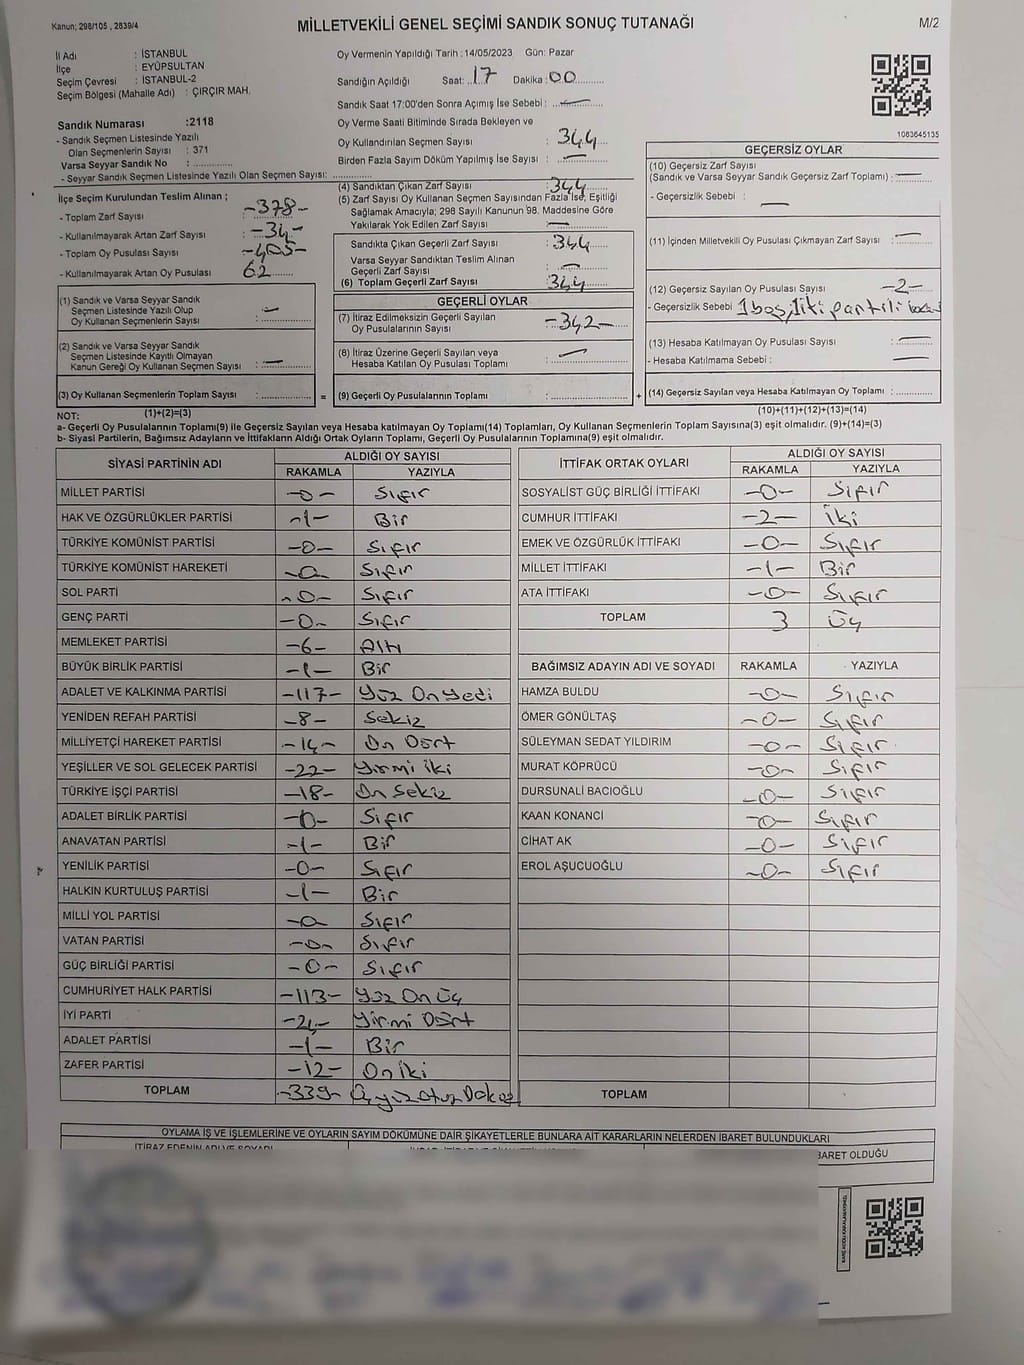 Kanun; 298/105 , 2839/4
MİLLETVEKİLİ GENEL SEÇİMİ SANDIK SONUÇ TUTANAĞI
M/2
İl Adı : İSTANBUL
İlçe : EYÜPSULTAN
Seçim Çevresi : İSTANBUL-2
Seçim Bölgesi (Mahalle Adı) : ÇIRÇIR MAH.
Sandık Numarası :2118
- Sandık Seçmen Listesinde Yazılı
Olan Seçmenlerin Sayısı : 371
Varsa Seyyar Sandık No :
- Seyyar Sandık Seçmen Listesinde Yazılı Olan Seçmen Sayısı:
Oy Vermenin Yapıldığı Tarih :14/05/2023 Gün: Pazar
Sandığın Açıldığı Saat: 17 Dakika: 00
Sandık Saat 17:00'den Sonra Açımış İse Sebebi : —
Oy Verme Saati Bitiminde Sırada Bekleyen ve
Oy Kullandırılan Seçmen Sayısı : 344
Birden Fazla Sayım Döküm Yapılmış İse Sayısı : —
1083645135
İlçe Seçim Kurulundan Teslim Alınan ;
- Toplam Zarf Sayısı : -378-
- Kullanılmayarak Artan Zarf Sayısı : -34-
- Toplam Oy Pusulası Sayısı : -405-
- Kullanılmayarak Artan Oy Pusulası : 62
(1) Sandık ve Varsa Seyyar Sandık
Seçmen Listesinde Yazılı Olup
Oy Kullanan Seçmenlerin Sayısı : —
(2) Sandık ve Varsa Seyyar Sandık
Seçmen Listesinde Kayıtlı Olmayan
Kanun Gereği Oy Kullanan Seçmen Sayısı : —
(3) Oy Kullanan Seçmenlerin Toplam Sayısı : =
(4) Sandıktan Çıkan Zarf Sayısı : 344
(5) Zarf Sayısı Oy Kullanan Seçmen Sayısından Fazla İse, Eşitliği
Sağlamak Amacıyla; 298 Sayılı Kanunun 98. Maddesine Göre
Yakılarak Yok Edilen Zarf Sayısı : —
Sandıkta Çıkan Geçerli Zarf Sayısı : 344
Varsa Seyyar Sandıktan Teslim Alınan
Geçerli Zarf Sayısı : —
(6) Toplam Geçerli Zarf Sayısı : 344
GEÇERLİ OYLAR
(7) İtiraz Edilmeksizin Geçerli Sayılan
Oy Pusulalarının Sayısı : -342-
(8) İtiraz Üzerine Geçerli Sayılan veya
Hesaba Katılan Oy Pusulası Toplamı : —
(9) Geçerli Oy Pusulalarının Toplamı : +
GEÇERSİZ OYLAR
(10) Geçersiz Zarf Sayısı
(Sandık ve Varsa Seyyar Sandık Geçersiz Zarf Toplamı) : —
- Geçersizlik Sebebi : —
(11) İçinden Milletvekili Oy Pusulası Çıkmayan Zarf Sayısı : —
(12) Geçersiz Sayılan Oy Pusulası Sayısı : -2-
- Geçersizlik Sebebi : 1 boş, 1 iki partili
(13) Hesaba Katılmayan Oy Pusulası Sayısı : —
- Hesaba Katılmama Sebebi : —
(14) Geçersiz Sayılan veya Hesaba Katılmayan Oy Toplamı :
NOT: (1)+(2)=(3) (10)+(11)+(12)+(13)=(14)
a- Geçerli Oy Pusulalarının Toplamı(9) ile Geçersiz Sayılan veya Hesaba Katılmayan Oy Toplamı(14) Toplamları, Oy Kullanan Seçmenlerin Toplam Sayısına(3) eşit olmalıdır. (9)+(14)=(3)
b- Siyasi Partilerin, Bağımsız Adayların ve İttifakların Aldığı Ortak Oyların Toplamı, Geçerli Oy Pusulalarının Toplamına(9) eşit olmalıdır.
SİYASİ PARTİNİN ADI ALDIĞI OY SAYISI
RAKAMLA YAZIYLA
MİLLET PARTİSİ -0- Sıfır
HAK VE ÖZGÜRLÜKLER PARTİSİ -1- Bir
TÜRKİYE KOMÜNİST PARTİSİ -0- Sıfır
TÜRKİYE KOMÜNİST HAREKETİ -0- Sıfır
SOL PARTİ -0- Sıfır
GENÇ PARTİ -0- Sıfır
MEMLEKET PARTİSİ -6- Altı
BÜYÜK BİRLİK PARTİSİ -1- Bir
ADALET VE KALKINMA PARTİSİ -117- Yüz On yedi
YENİDEN REFAH PARTİSİ -8- Sekiz
MİLLİYETÇİ HAREKET PARTİSİ -14- On Dört
YEŞİLLER VE SOL GELECEK PARTİSİ -22- Yirmi iki
TÜRKİYE İŞÇİ PARTİSİ -18- On Sekiz
ADALET BİRLİK PARTİSİ -0- Sıfır
ANAVATAN PARTİSİ -1- Bir
YENİLİK PARTİSİ -0- Sıfır
HALKIN KURTULUŞ PARTİSİ -1- Bir
MİLLİ YOL PARTİSİ -0- Sıfır
VATAN PARTİSİ -0- Sıfır
GÜÇ BİRLİĞİ PARTİSİ -0- Sıfır
CUMHURİYET HALK PARTİSİ -113- Yüz On Üç
İYİ PARTİ -24- Yirmi Dört
ADALET PARTİSİ -1- Bir
ZAFER PARTİSİ -12- On iki
TOPLAM -339- Üçyüz Otuz Dokuz
İTTİFAK ORTAK OYLARI ALDIĞI OY SAYISI
RAKAMLA YAZIYLA
SOSYALİST GÜÇ BİRLİĞİ İTTİFAKI -0- Sıfır
CUMHUR İTTİFAKI -2- İki
EMEK VE ÖZGÜRLÜK İTTİFAKI -0- Sıfır
MİLLET İTTİFAKI -1- Bir
ATA İTTİFAKI -0- Sıfır
TOPLAM 3 Üç
BAĞIMSIZ ADAYIN ADI VE SOYADI RAKAMLA YAZIYLA
HAMZA BULDU -0- Sıfır
ÖMER GÖNÜLTAŞ -0- Sıfır
SÜLEYMAN SEDAT YILDIRIM -0- Sıfır
MURAT KÖPRÜCÜ -0- Sıfır
DURSUNALİ BACIOĞLU -0- Sıfır
KAAN KONANCİ -0- Sıfır
CİHAT AK -0- Sıfır
EROL AŞUCUOĞLU -0- Sıfır
TOPLAM
OYLAMA İŞ VE İŞLEMLERİNE VE OYLARIN SAYIM DÖKÜMÜNE DAİR ŞİKAYETLERLE BUNLARA AİT KARARLARIN NELERDEN İBARET BULUNDUKLARI
İTİRAZ EDENİN ADI VE SOYADI
BARET OLDUĞU